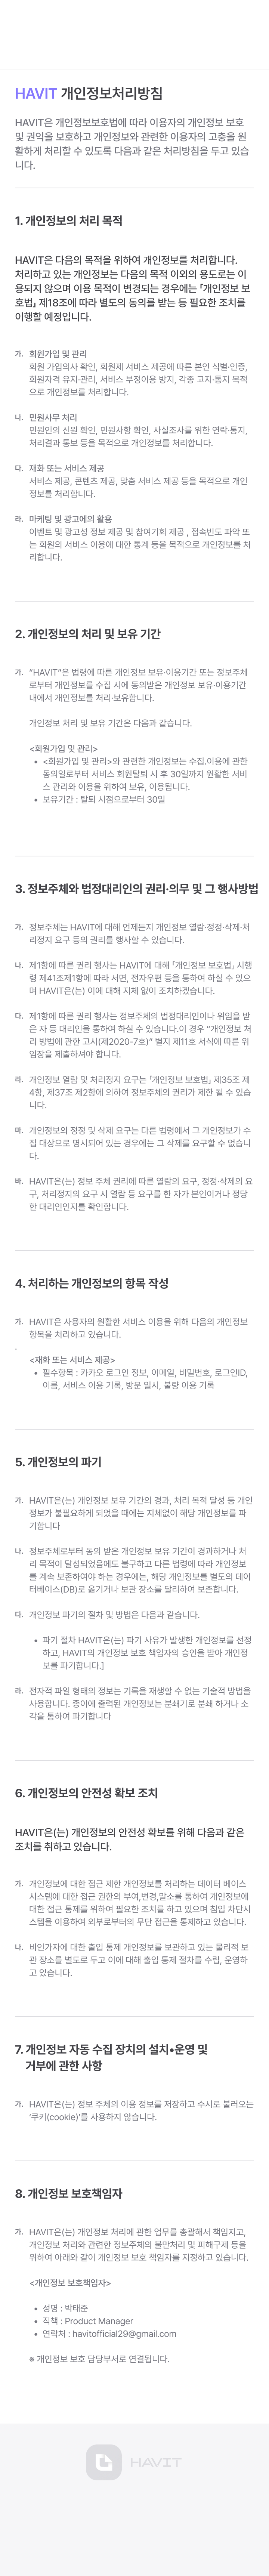 HAVIT 개인정보처리방침
HAVIT은 개인정보보호법에 따라 이용자의 개인정보 보호
및 권익을 보호하고 개인정보와 관련한 이용자의 고충을 원
활하게 처리할 수 있도록 다음과 같은 처리방침을 두고 있습
니다.
1. 개인정보의 처리 목적
HAVIT은 다음의 목적을 위하여 개인정보를 처리합니다.
처리하고 있는 개인정보는 다음의 목적 이외의 용도로는 이
용되지 않으며 이용 목적이 변경되는 경우에는 「개인정보 보
호법」 제18조에 따라 별도의 동의를 받는 등 필요한 조치를
이행할 예정입니다.
가. 회원가입 및 관리
회원 가입의사 확인, 회원제 서비스 제공에 따른 본인 식별·인증,
회원자격 유지·관리, 서비스 부정이용 방지, 각종 고지·통지 목적
으로 개인정보를 처리합니다.
나. 민원사무 처리
민원인의 신원 확인, 민원사항 확인, 사실조사를 위한 연락·통지,
처리결과 통보 등을 목적으로 개인정보를 처리합니다.
다. 재화 또는 서비스 제공
서비스 제공, 콘텐츠 제공, 맞춤 서비스 제공 등을 목적으로 개인
정보를 처리합니다.
라. 마케팅 및 광고에의 활용
이벤트 및 광고성 정보 제공 및 참여기회 제공 , 접속빈도 파악 또
는 회원의 서비스 이용에 대한 통계 등을 목적으로 개인정보를 처
리합니다.
2. 개인정보의 처리 및 보유 기간
가. “HAVIT”은 법령에 따른 개인정보 보유·이용기간 또는 정보주체
로부터 개인정보를 수집 시에 동의받은 개인정보 보유·이용기간
내에서 개인정보를 처리·보유합니다.
개인정보 처리 및 보유 기간은 다음과 같습니다.
<회원가입 및 관리>
• <회원가입 및 관리>와 관련한 개인정보는 수집.이용에 관한
동의일로부터 서비스 회원탈퇴 시 후 30일까지 원활한 서비
스 관리와 이용을 위하여 보유, 이용됩니다.
• 보유기간 : 탈퇴 시점으로부터 30일
3. 정보주체와 법정대리인의 권리·의무 및 그 행사방법
가. 정보주체는 HAVIT에 대해 언제든지 개인정보 열람·정정·삭제·처
리정지 요구 등의 권리를 행사할 수 있습니다.
나. 제1항에 따른 권리 행사는 HAVIT에 대해 「개인정보 보호법」 시행
령 제41조제1항에 따라 서면, 전자우편 등을 통하여 하실 수 있으
며 HAVIT은(는) 이에 대해 지체 없이 조치하겠습니다.
다. 제1항에 따른 권리 행사는 정보주체의 법정대리인이나 위임을 받
은 자 등 대리인을 통하여 하실 수 있습니다.이 경우 “개인정보 처
리 방법에 관한 고시(제2020-7호)” 별지 제11호 서식에 따른 위
임장을 제출하셔야 합니다.
라. 개인정보 열람 및 처리정지 요구는 「개인정보 보호법」 제35조 제
4항, 제37조 제2항에 의하여 정보주체의 권리가 제한 될 수 있습
니다.
마. 개인정보의 정정 및 삭제 요구는 다른 법령에서 그 개인정보가 수
집 대상으로 명시되어 있는 경우에는 그 삭제를 요구할 수 없습니
다.
바. HAVIT은(는) 정보 주체 권리에 따른 열람의 요구, 정정·삭제의 요
구, 처리정지의 요구 시 열람 등 요구를 한 자가 본인이거나 정당
한 대리인인지를 확인합니다.
4. 처리하는 개인정보의 항목 작성
가. HAVIT은 사용자의 원활한 서비스 이용을 위해 다음의 개인정보
항목을 처리하고 있습니다.
.
<재화 또는 서비스 제공>
• 필수항목 : 카카오 로그인 정보, 이메일, 비밀번호, 로그인ID,
이름, 서비스 이용 기록, 방문 일시, 불량 이용 기록
5. 개인정보의 파기
가. HAVIT은(는) 개인정보 보유 기간의 경과, 처리 목적 달성 등 개인
정보가 불필요하게 되었을 때에는 지체없이 해당 개인정보를 파
기합니다
나. 정보주체로부터 동의 받은 개인정보 보유 기간이 경과하거나 처
리 목적이 달성되었음에도 불구하고 다른 법령에 따라 개인정보
를 계속 보존하여야 하는 경우에는, 해당 개인정보를 별도의 데이
터베이스(DB)로 옮기거나 보관 장소를 달리하여 보존합니다.
다. 개인정보 파기의 절차 및 방법은 다음과 같습니다.
• 파기 절차 HAVIT은(는) 파기 사유가 발생한 개인정보를 선정
하고, HAVIT의 개인정보 보호 책임자의 승인을 받아 개인정
보를 파기합니다.]
라. 전자적 파일 형태의 정보는 기록을 재생할 수 없는 기술적 방법을
사용합니다. 종이에 출력된 개인정보는 분쇄기로 분쇄 하거나 소
각을 통하여 파기합니다
6. 개인정보의 안전성 확보 조치
HAVIT은(는) 개인정보의 안전성 확보를 위해 다음과 같은
조치를 취하고 있습니다.
가. 개인정보에 대한 접근 제한 개인정보를 처리하는 데이터 베이스
시스템에 대한 접근 권한의 부여,변경,말소를 통하여 개인정보에
대한 접근 통제를 위하여 필요한 조치를 하고 있으며 침입 차단시
스템을 이용하여 외부로부터의 무단 접근을 통제하고 있습니다.
나. 비인가자에 대한 출입 통제 개인정보를 보관하고 있는 물리적 보
관 장소를 별도로 두고 이에 대해 출입 통제 절차를 수립, 운영하
고 있습니다.
7. 개인정보 자동 수집 장치의 설치•운영 및
거부에 관한 사항
가. HAVIT은(는) 정보 주체의 이용 정보를 저장하고 수시로 불러오는
‘쿠키(cookie)’를 사용하지 않습니다.
8. 개인정보 보호책임자
가. HAVIT은(는) 개인정보 처리에 관한 업무를 총괄해서 책임지고,
개인정보 처리와 관련한 정보주체의 불만처리 및 피해구제 등을
위하여 아래와 같이 개인정보 보호 책임자를 지정하고 있습니다.
<개인정보 보호책임자>
• 성명 : 박태준
• 직책 : Product Manager
• 연락처 : havitofficial29@gmail.com
※ 개인정보 보호 담당부서로 연결됩니다.
HAVIT